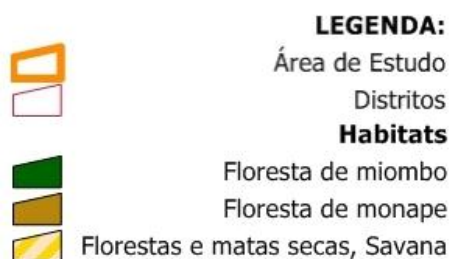 LEGENDA:
Área de Estudo
Distritos
Habitats
Floresta de miombo
Floresta de monape
Florestas e matas secas, Savana